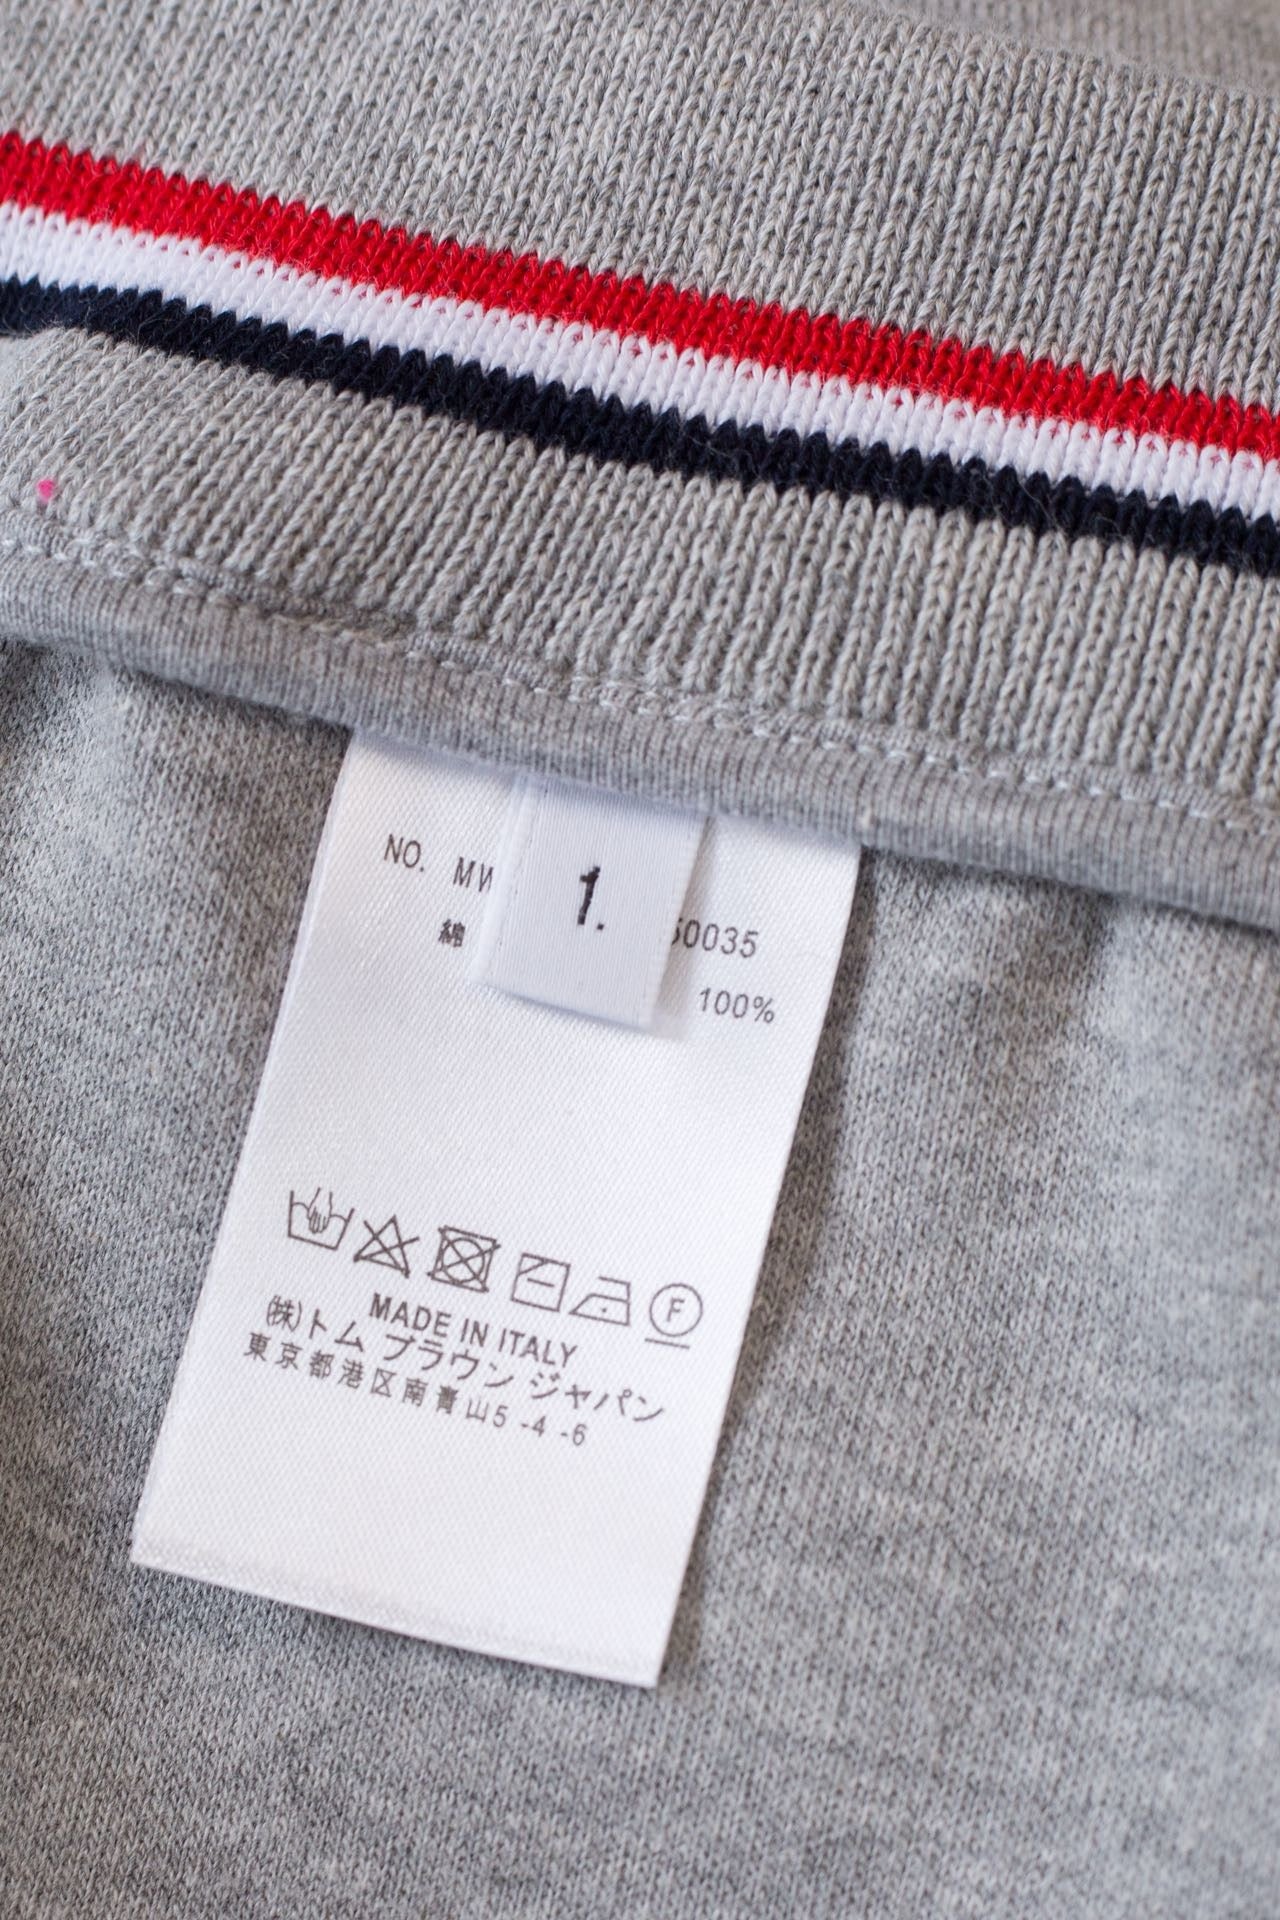 NO. MW
1.
50035
綿
100%
F
MADE IN ITALY
(株)トム ブラウン ジャパン
東京都港区南青山5 -4 -6